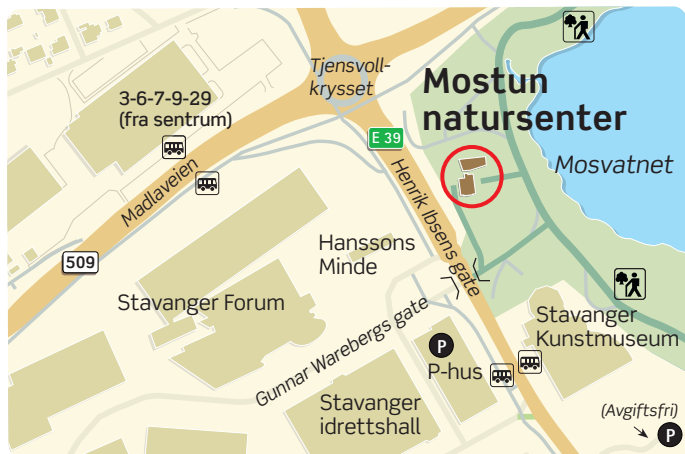 Tjensvoll-
krysset
Mostun
natursenter
3-6-7-9-29
(fra sentrum)
E 39
Mosvatnet
Madlaveien
Henrik Ibsens gate
509
Hanssons
Minde
Stavanger Forum
Gunnar Warebergs gate
Stavanger
Kunstmuseum
P
P-hus
Stavanger
idrettshall
(Avgiftsfri)
P